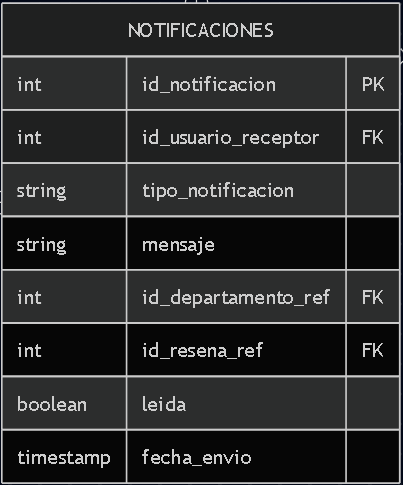 NOTIFICACIONES
int id_notificacion PK
int id_usuario_receptor FK
string tipo_notificacion
string mensaje
int id_departamento_ref FK
int id_resena_ref FK
boolean leida
timestamp fecha_envio